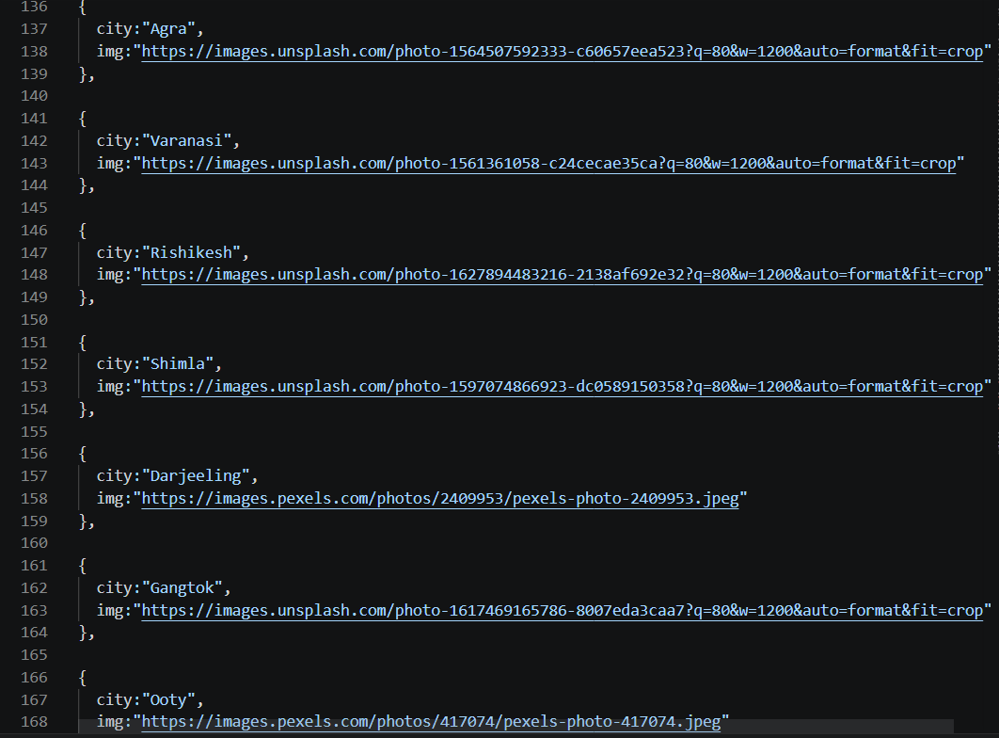 136 {
137 city:"Agra",
138 img:"https://images.unsplash.com/photo-1564507592333-c60657eea523?q=80&w=1200&auto=format&fit=crop"
139 },
140
141 {
142 city:"Varanasi",
143 img:"https://images.unsplash.com/photo-1561361058-c24cecae35ca?q=80&w=1200&auto=format&fit=crop"
144 },
145
146 {
147 city:"Rishikesh",
148 img:"https://images.unsplash.com/photo-1627894483216-2138af692e32?q=80&w=1200&auto=format&fit=crop"
149 },
150
151 {
152 city:"Shimla",
153 img:"https://images.unsplash.com/photo-1597074866923-dc0589150358?q=80&w=1200&auto=format&fit=crop"
154 },
155
156 {
157 city:"Darjeeling",
158 img:"https://images.pexels.com/photos/2409953/pexels-photo-2409953.jpeg"
159 },
160
161 {
162 city:"Gangtok",
163 img:"https://images.unsplash.com/photo-1617469165786-8007eda3caa7?q=80&w=1200&auto=format&fit=crop"
164 },
165
166 {
167 city:"Ooty",
168 img:"https://images.pexels.com/photos/417074/pexels-photo-417074.jpeg"